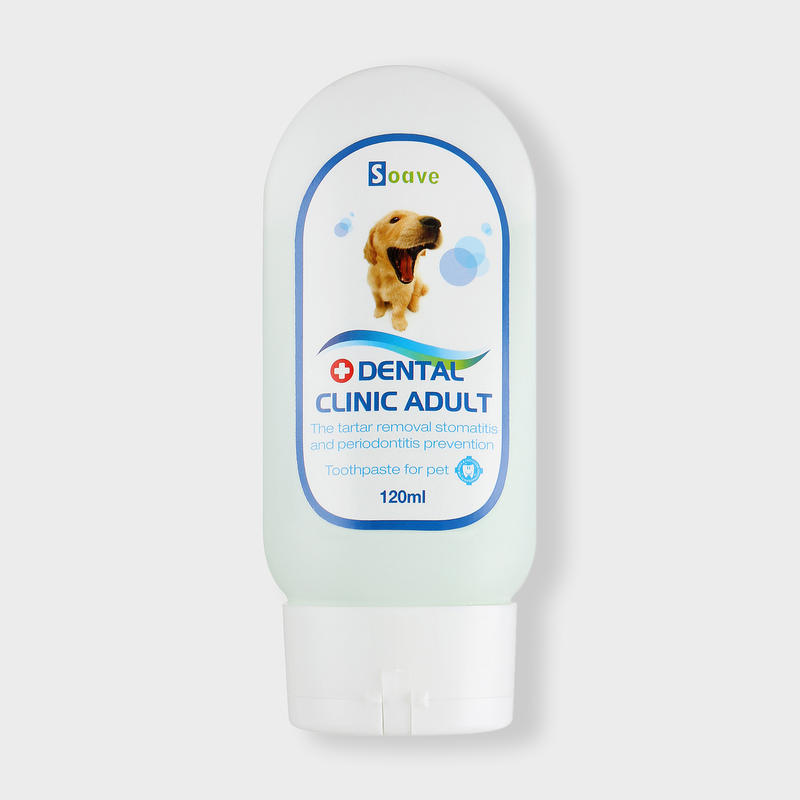 Soave
DENTAL
CLINIC ADULT
The tartar removal stomatitis
and periodontitis prevention
Toothpaste for pet
120ml